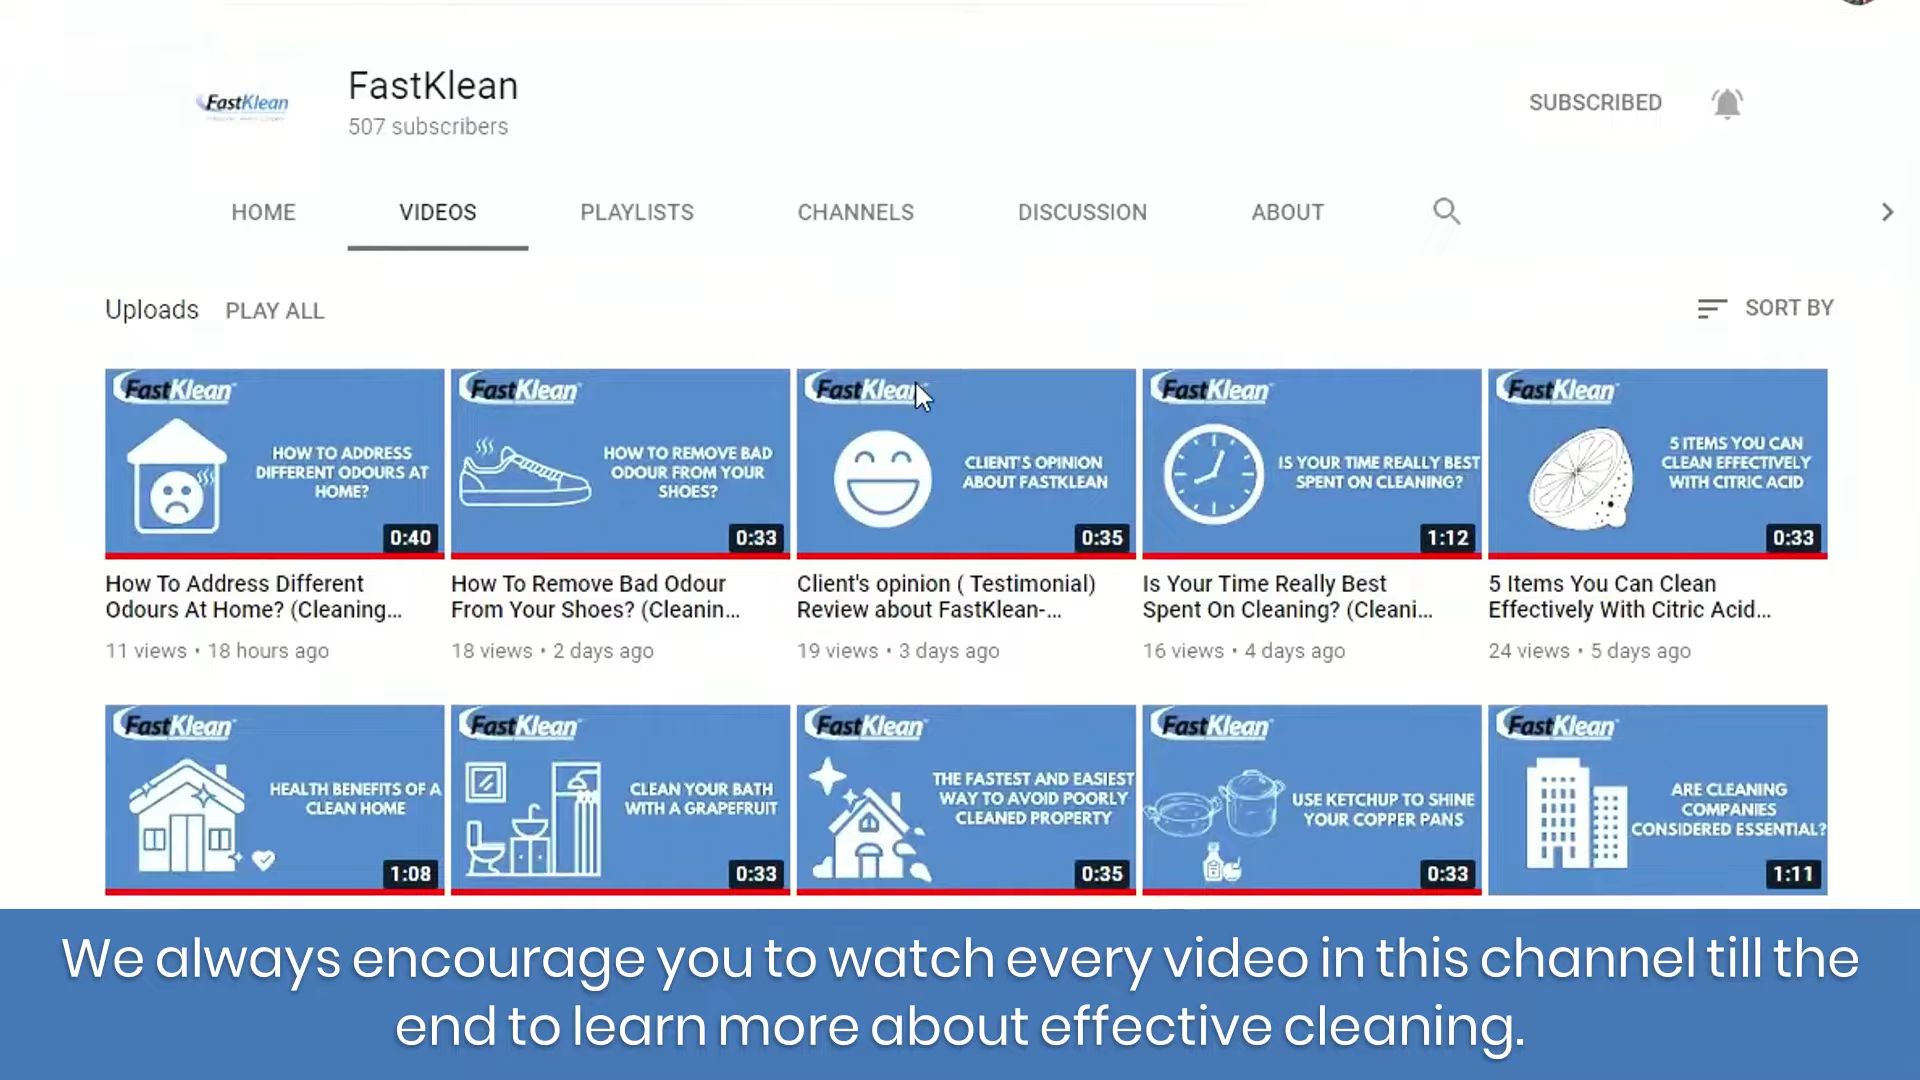 FastKlean
FastKlean
507 subscribers
SUBSCRIBED
HOME
VIDEOS
PLAYLISTS
CHANNELS
DISCUSSION
ABOUT
Uploads
PLAY ALL
SORT BY
FastKlean
HOW TO ADDRESS
DIFFERENT ODOURS AT
HOME?
0:40
How To Address Different
Odours At Home? (Cleaning...
11 views • 18 hours ago
FastKlean
HOW TO REMOVE BAD
ODOUR FROM YOUR
SHOES?
0:33
How To Remove Bad Odour
From Your Shoes? (Cleanin...
18 views • 2 days ago
FastKlean
CLIENT'S OPINION
ABOUT FASTKLEAN
0:35
Client's opinion ( Testimonial)
Review about FastKlean-...
19 views • 3 days ago
FastKlean
IS YOUR TIME REALLY BEST
SPENT ON CLEANING?
1:12
Is Your Time Really Best
Spent On Cleaning? (Cleani...
16 views • 4 days ago
FastKlean
5 ITEMS YOU CAN
CLEAN EFFECTIVELY
WITH CITRIC ACID
0:33
5 Items You Can Clean
Effectively With Citric Acid...
24 views • 5 days ago
FastKlean
HEALTH BENEFITS OF A
CLEAN HOME
1:08
FastKlean
CLEAN YOUR BATH
WITH A GRAPEFRUIT
0:33
FastKlean
THE FASTEST AND EASIEST
WAY TO AVOID POORLY
CLEANED PROPERTY
0:35
FastKlean
USE KETCHUP TO SHINE
YOUR COPPER PANS
0:33
FastKlean
ARE CLEANING
COMPANIES
CONSIDERED ESSENTIAL?
1:11
We always encourage you to watch every video in this channel till the
end to learn more about effective cleaning.